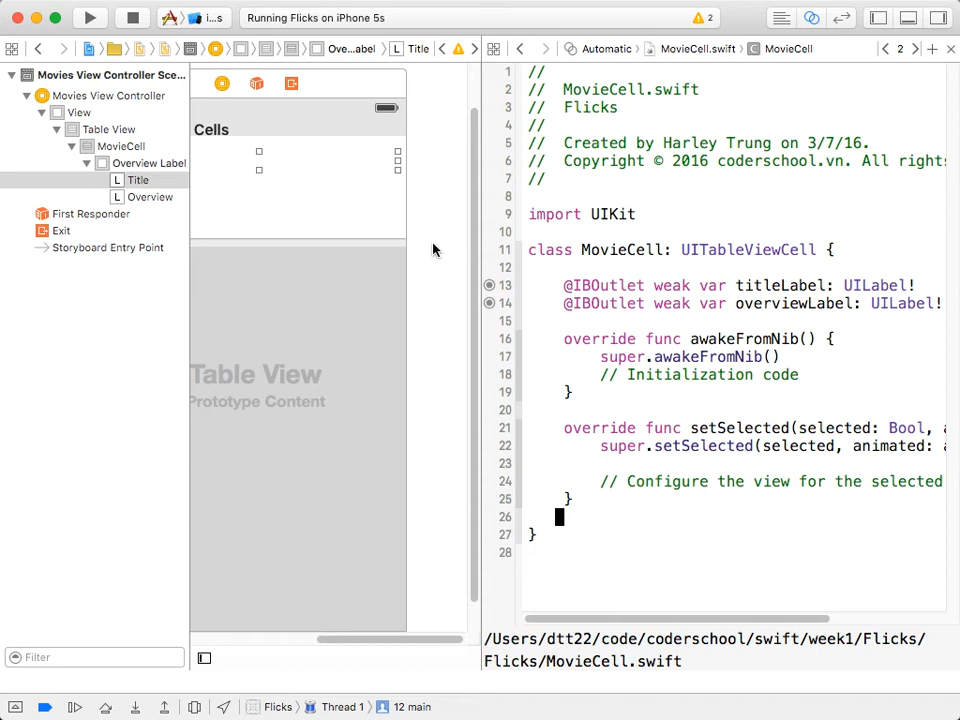 i...s
Running Flicks on iPhone 5s
2
Ove...abel
Title
Automatic
MovieCell.swift
MovieCell
2
Movies View Controller Sce...
Movies View Controller
View
Table View
MovieCell
Overview Label
L Title
L Overview
First Responder
Exit
Storyboard Entry Point
Filter
Cells
Table View
Prototype Content
1 //
2 // MovieCell.swift
3 // Flicks
4 //
5 // Created by Harley Trung on 3/7/16.
6 // Copyright © 2016 coderschool.vn. All rights
7 //
8
9 import UIKit
10
11 class MovieCell: UITableViewCell {
12
13 @IBOutlet weak var titleLabel: UILabel!
14 @IBOutlet weak var overviewLabel: UILabel!
15
16 override func awakeFromNib() {
17 super.awakeFromNib()
18 // Initialization code
19 }
20
21 override func setSelected(selected: Bool, a
22 super.setSelected(selected, animated: a
23
24 // Configure the view for the selected
25 }
26
27 }
28
/Users/dtt22/code/coderschool/swift/week1/Flicks/
Flicks/MovieCell.swift
Flicks
Thread 1
12 main